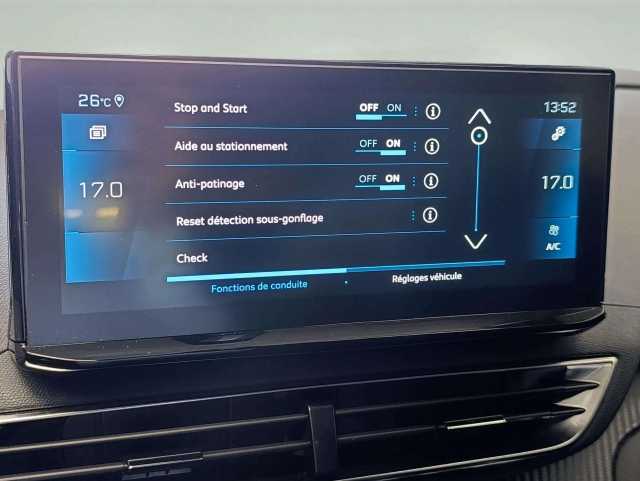 26°C
13:52
Stop and Start OFF ON
Aide au stationnement OFF ON
Anti-patinage OFF ON
Reset détection sous-gonflage
Check
17.0
17.0
A/C
Fonctions de conduite
Réglages véhicule